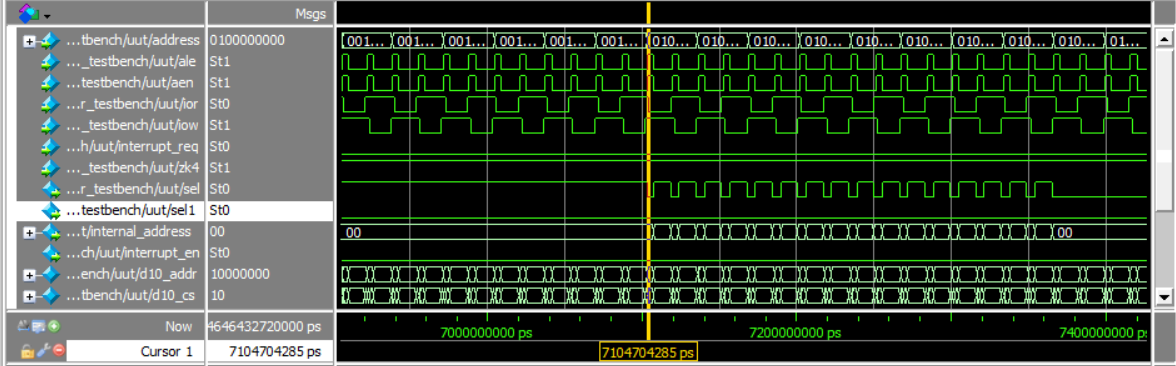 Msgs
...tbench/uut/address 0100000000 001... 001... 001... 001... 001... 001... 010... 010... 010... 010... 010... 010... 010... 010... 010... 01...
..._testbench/uut/ale St1
...testbench/uut/aen St1
...r_testbench/uut/ior St0
..._testbench/uut/iow St1
...h/uut/interrupt_req St0
..._testbench/uut/zk4 St1
...r_testbench/uut/sel St0
...testbench/uut/sel1 St0
...t/internal_address 00 00 00
...ch/uut/interrupt_en St0
...ench/uut/d10_addr 10000000
...tbench/uut/d10_cs 10
Now 4646432720000 ps 7000000000 ps 7200000000 ps 7400000000 ps
Cursor 1 7104704285 ps 7104704285 ps